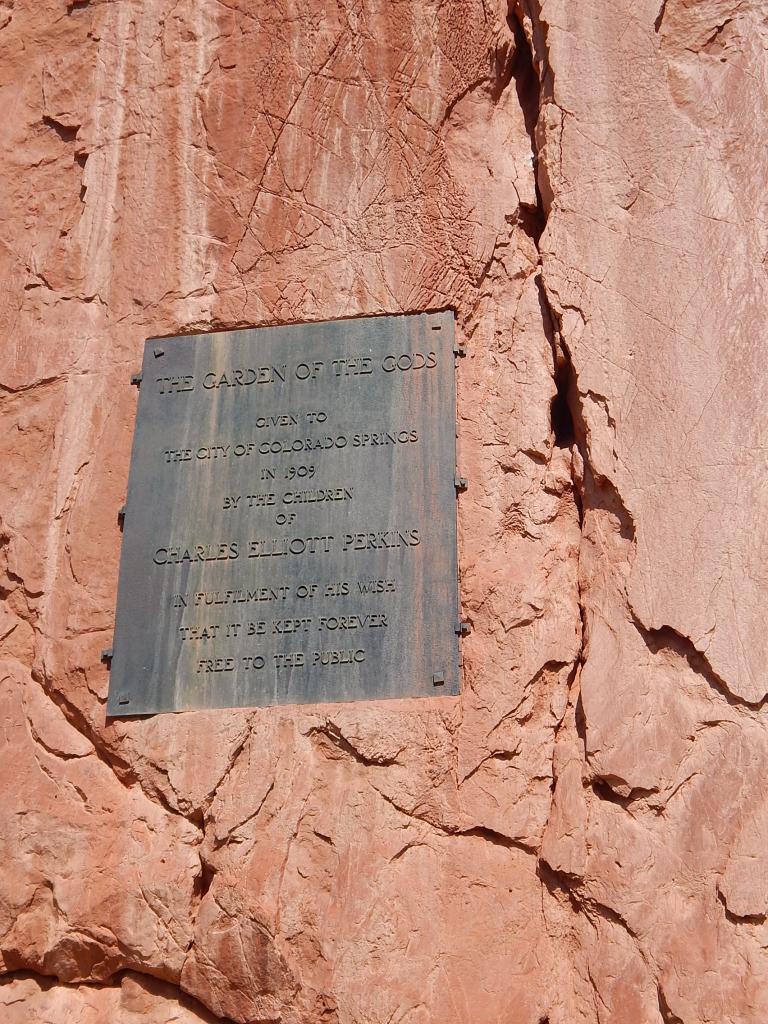 THE GARDEN OF THE GODS
GIVEN TO
THE CITY OF COLORADO SPRINGS
IN 1909
BY THE CHILDREN
OF
CHARLES ELLIOTT PERKINS
IN FULFILMENT OF HIS WISH
THAT IT BE KEPT FOREVER
FREE TO THE PUBLIC